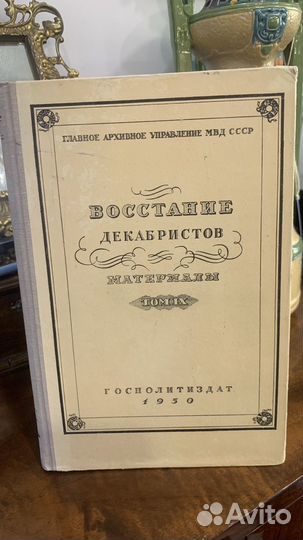 ГЛАВНОЕ АРХИВНОЕ УПРАВЛЕНИЕ МВД СССР
ВОССТАНИЕ
ДЕКАБРИСТОВ
МАТЕРИАЛЫ
ТОМ IX
ГОСПОЛИТИЗДАТ
1950
Avito